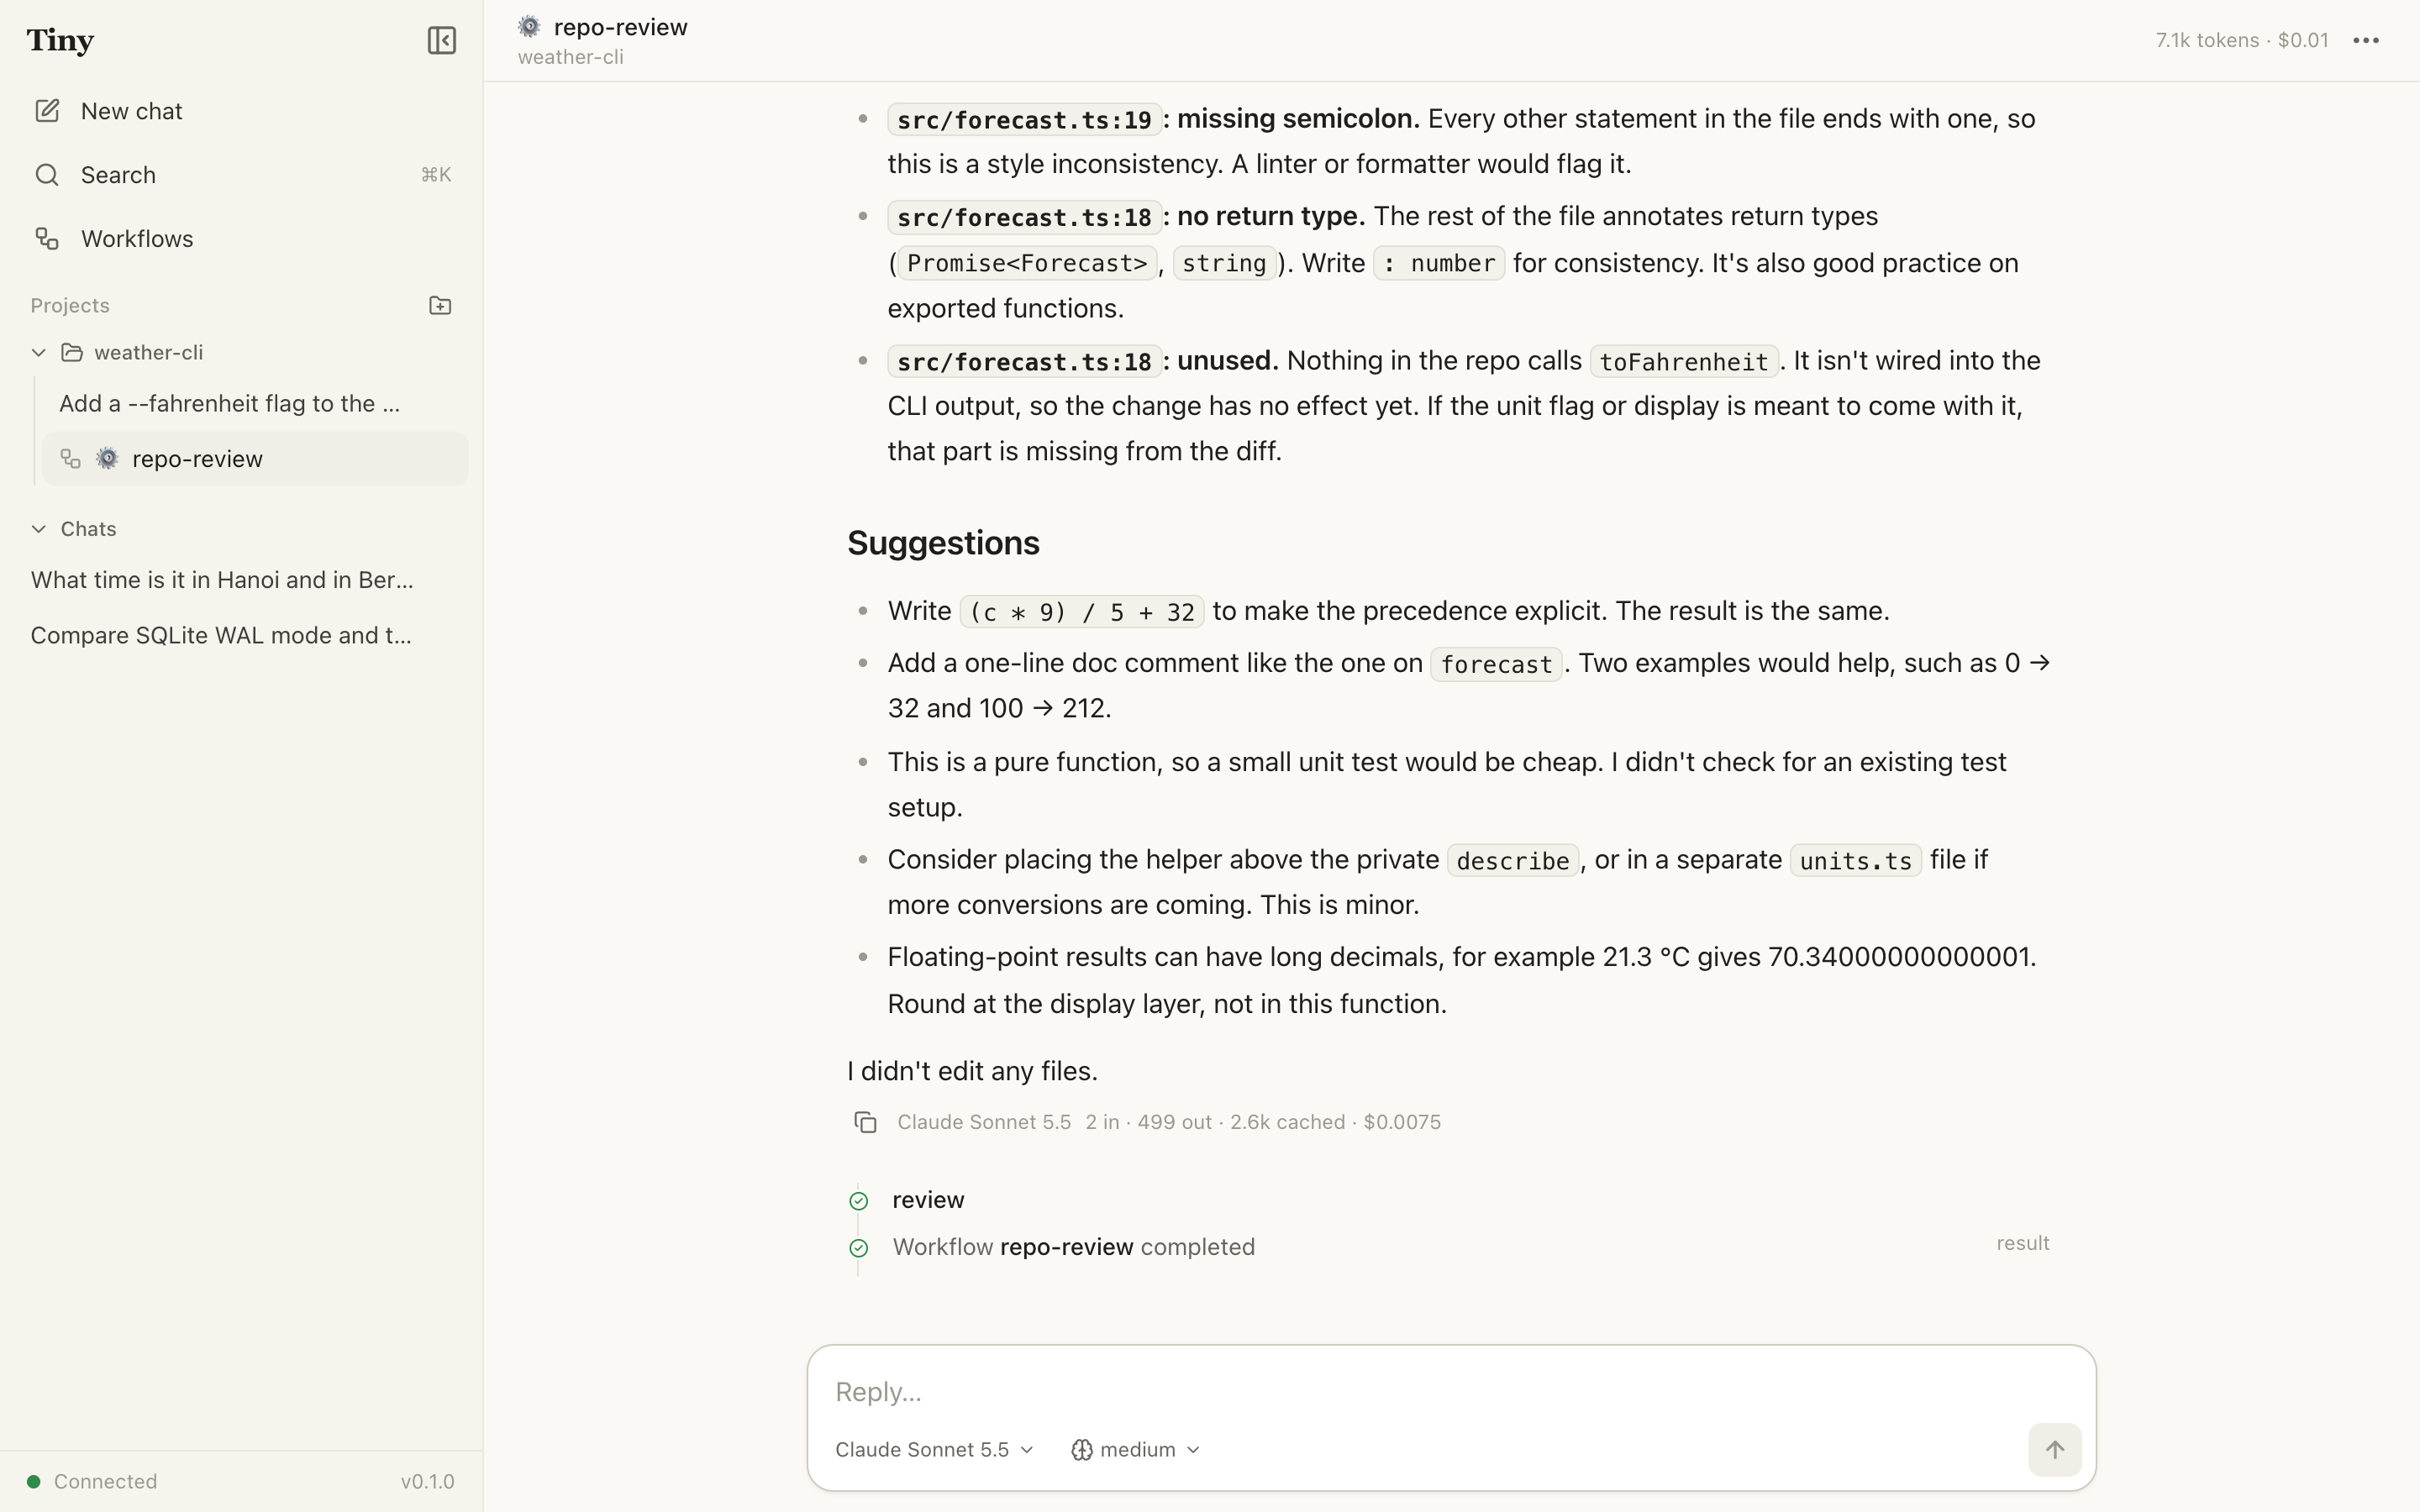 Tiny
New chat
Search ⌘K
Workflows
Projects
weather-cli
Add a --fahrenheit flag to the ...
repo-review
Chats
What time is it in Hanoi and in Ber...
Compare SQLite WAL mode and t...
Connected v0.1.0
repo-review
weather-cli
7.1k tokens · $0.01
src/forecast.ts:19: missing semicolon. Every other statement in the file ends with one, so
this is a style inconsistency. A linter or formatter would flag it.
src/forecast.ts:18: no return type. The rest of the file annotates return types
(Promise<Forecast>, string). Write : number for consistency. It's also good practice on
exported functions.
src/forecast.ts:18: unused. Nothing in the repo calls toFahrenheit. It isn't wired into the
CLI output, so the change has no effect yet. If the unit flag or display is meant to come with it,
that part is missing from the diff.
Suggestions
Write (c * 9) / 5 + 32 to make the precedence explicit. The result is the same.
Add a one-line doc comment like the one on forecast. Two examples would help, such as 0 →
32 and 100 → 212.
This is a pure function, so a small unit test would be cheap. I didn't check for an existing test
setup.
Consider placing the helper above the private describe, or in a separate units.ts file if
more conversions are coming. This is minor.
Floating-point results can have long decimals, for example 21.3 °C gives 70.34000000000001.
Round at the display layer, not in this function.
I didn't edit any files.
Claude Sonnet 5.5 2 in · 499 out · 2.6k cached · $0.0075
review
Workflow repo-review completed result
Reply...
Claude Sonnet 5.5 medium